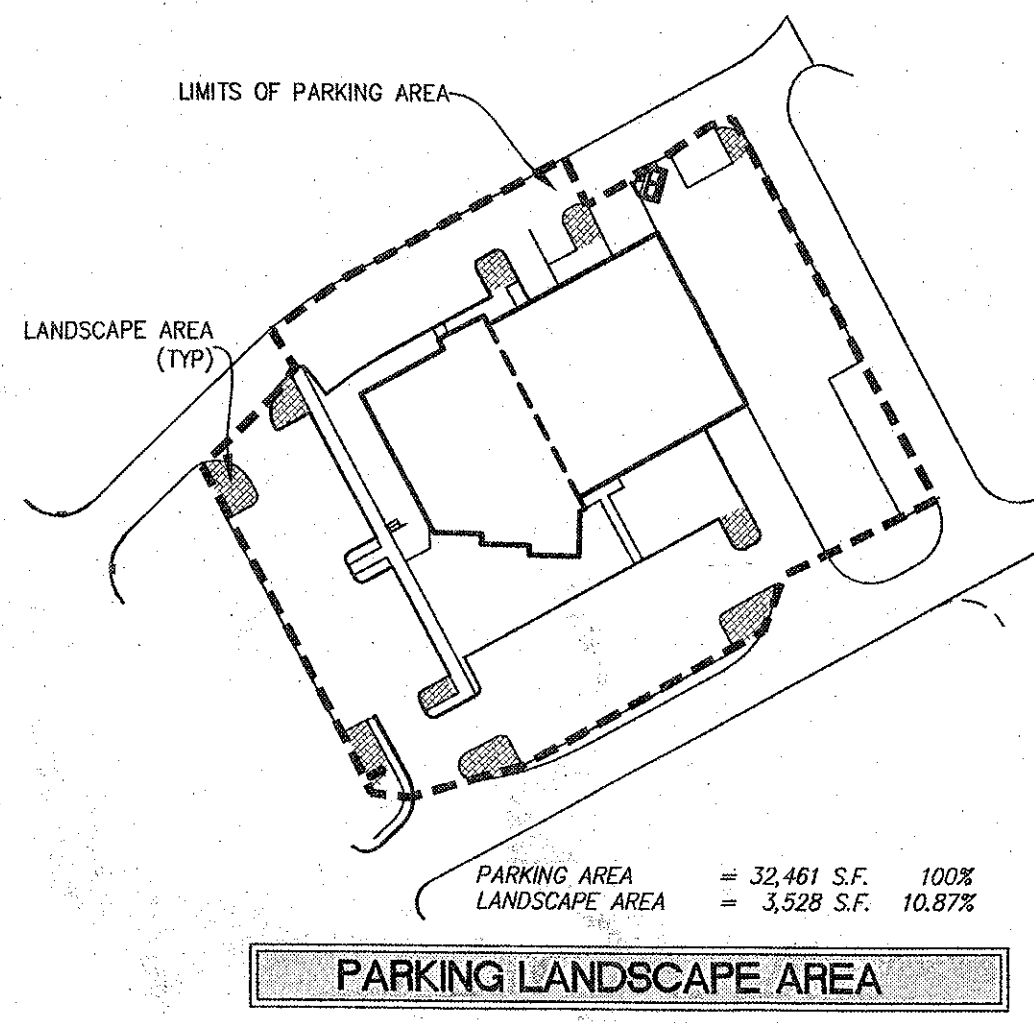 LIMITS OF PARKING AREA
LANDSCAPE AREA
(TYP)
PARKING AREA = 32,461 S.F. 100%
LANDSCAPE AREA = 3,528 S.F. 10.87%
PARKING LANDSCAPE AREA